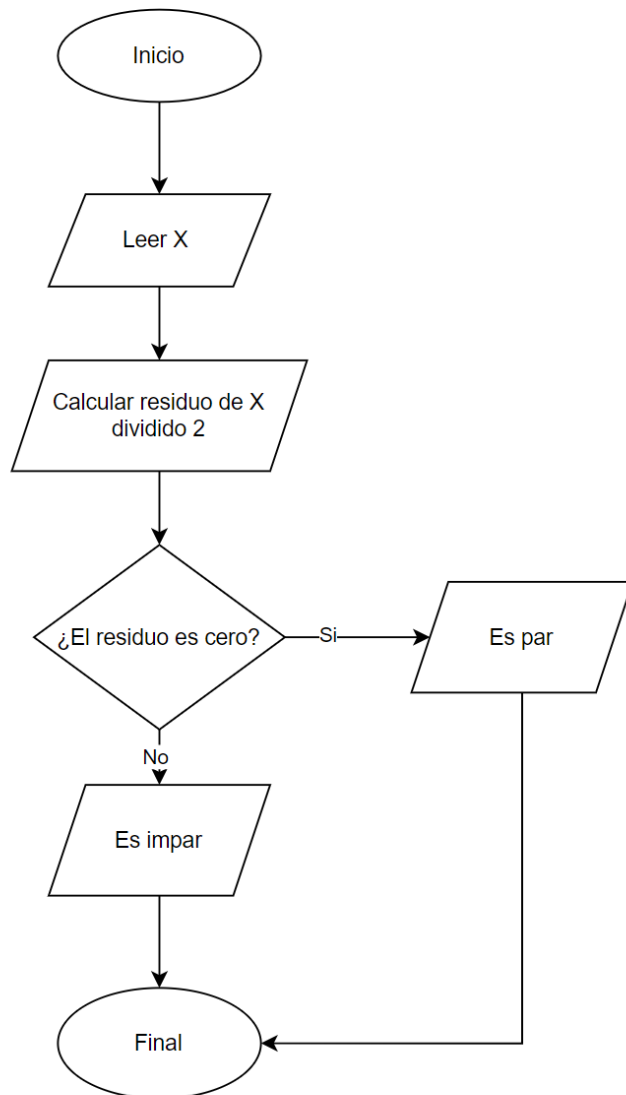 Inicio
Leer X
Calcular residuo de X
dividido 2
¿El residuo es cero?
Si
Es par
No
Es impar
Final